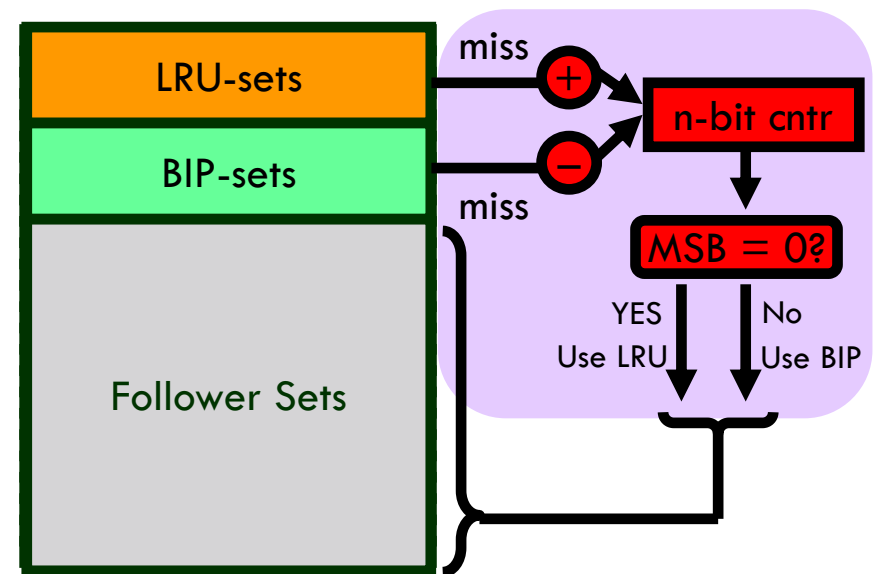 LRU-sets
miss
+
n-bit cntr
BIP-sets
–
miss
MSB = 0?
YES
No
Use LRU
Use BIP
Follower Sets